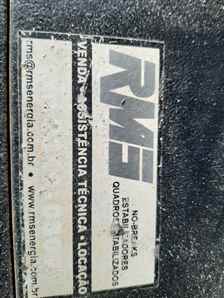 RMS
NO-BREAKS
ESTABILIZADORES
QUADROS ESTABILIZADOS
VENDA - ASSISTÊNCIA TÉCNICA - LOCAÇÃO
rms@rmsenergia.com.br • www.rmsenergia.com.br